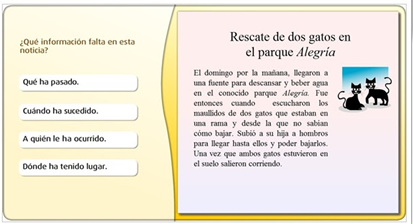 ¿Qué información falta en esta
noticia?
Qué ha pasado.
Cuándo ha sucedido.
A quién le ha ocurrido.
Dónde ha tenido lugar.
Rescate de dos gatos en
el parque Alegría
El domingo por la mañana, llegaron a
una fuente para descansar y beber agua
en el conocido parque Alegría. Fue
entonces cuando escucharon los
maullidos de dos gatos que estaban en
una rama y desde la que no sabían
cómo bajar. Subió a su hija a hombros
para llegar hasta ellos y poder bajarlos.
Una vez que ambos gatos estuvieron en
el suelo salieron corriendo.